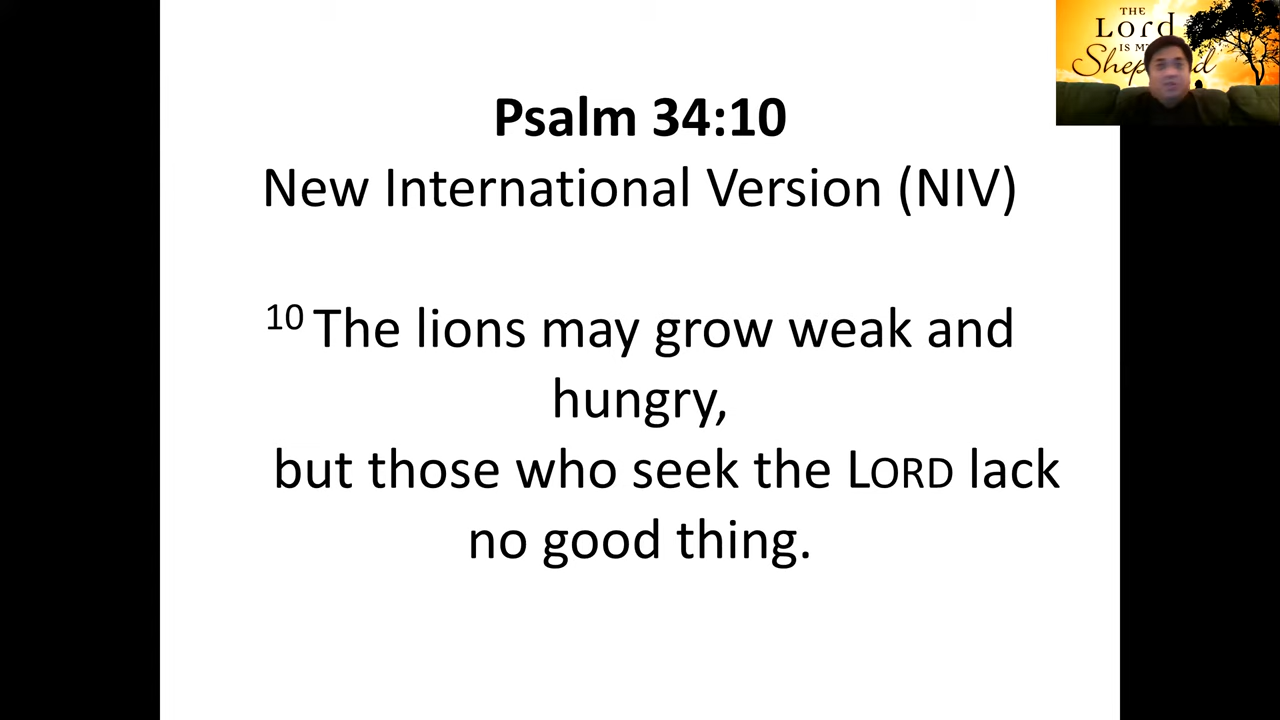 Psalm 34:10
New International Version (NIV)
10 The lions may grow weak and
hungry,
but those who seek the LORD lack
no good thing.
THE
Lord
IS